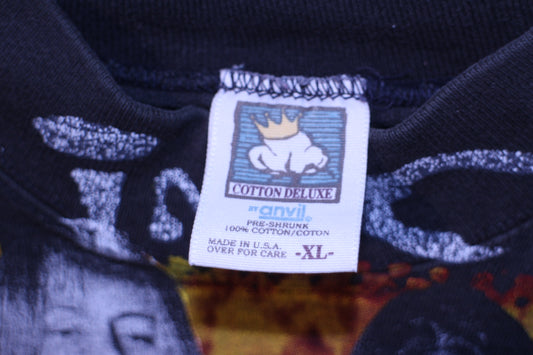 COTTON DELUXE
BY anvil
PRE-SHRUNK
100% COTTON/COTON
MADE IN U.S.A.
OVER FOR CARE -XL-